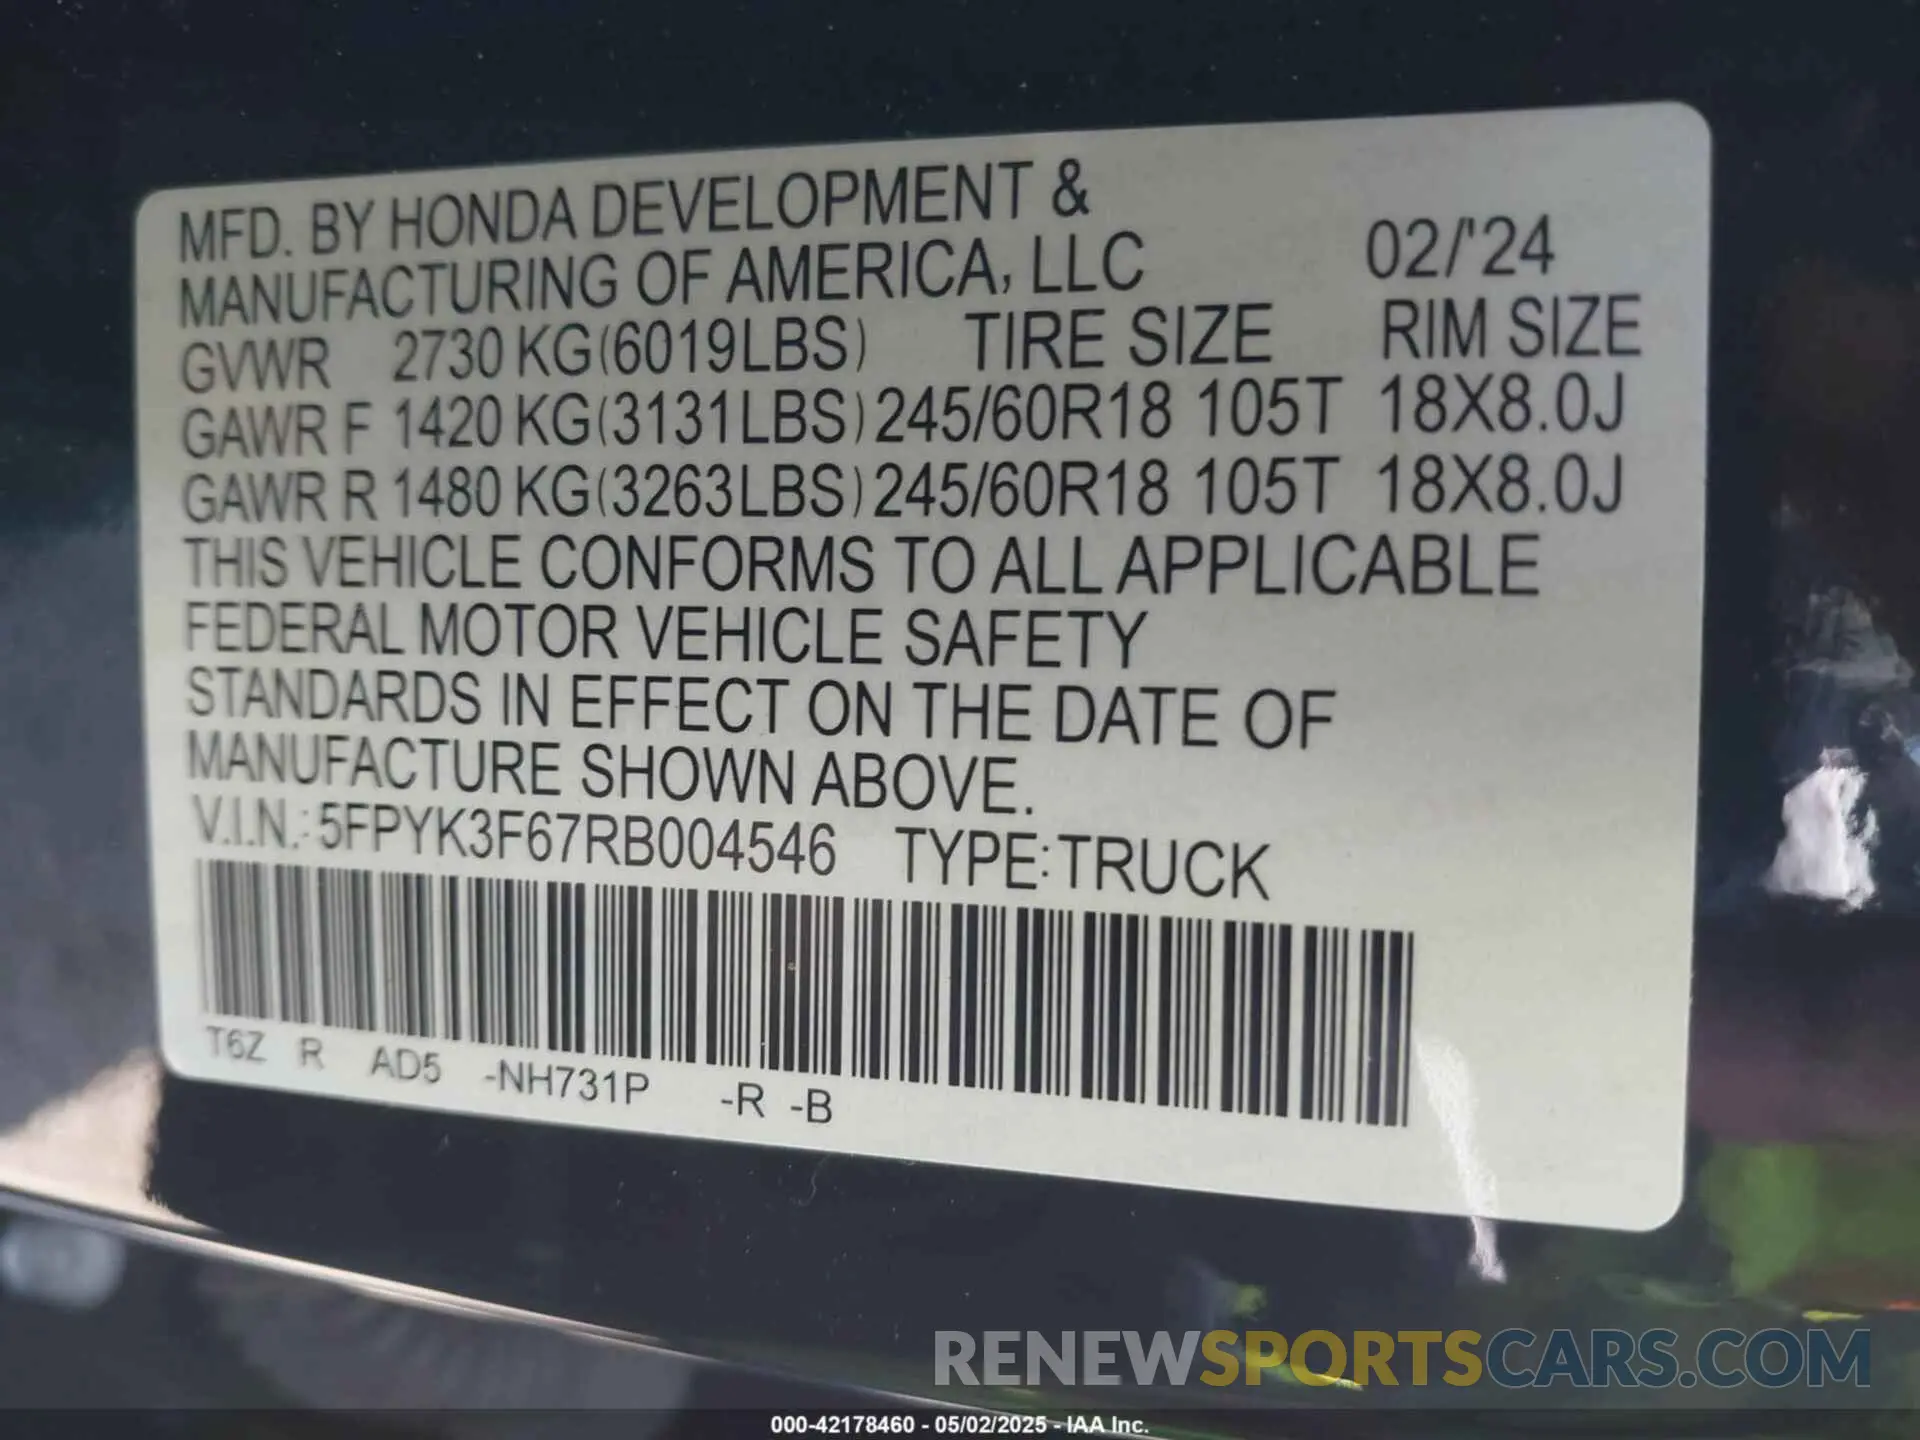 MFD. BY HONDA DEVELOPMENT &
MANUFACTURING OF AMERICA, LLC 02/'24
GVWR 2730 KG(6019LBS) TIRE SIZE RIM SIZE
GAWR F 1420 KG(3131LBS) 245/60R18 105T 18X8.0J
GAWR R 1480 KG(3263LBS) 245/60R18 105T 18X8.0J
THIS VEHICLE CONFORMS TO ALL APPLICABLE
FEDERAL MOTOR VEHICLE SAFETY
STANDARDS IN EFFECT ON THE DATE OF
MANUFACTURE SHOWN ABOVE.
V.I.N.: 5FPYK3F67RB004546 TYPE: TRUCK
T6Z R AD5 -NH731P -R -B
RENEWSPORTSCARS.COM
000-42178460 - 05/02/2025 - IAA Inc.